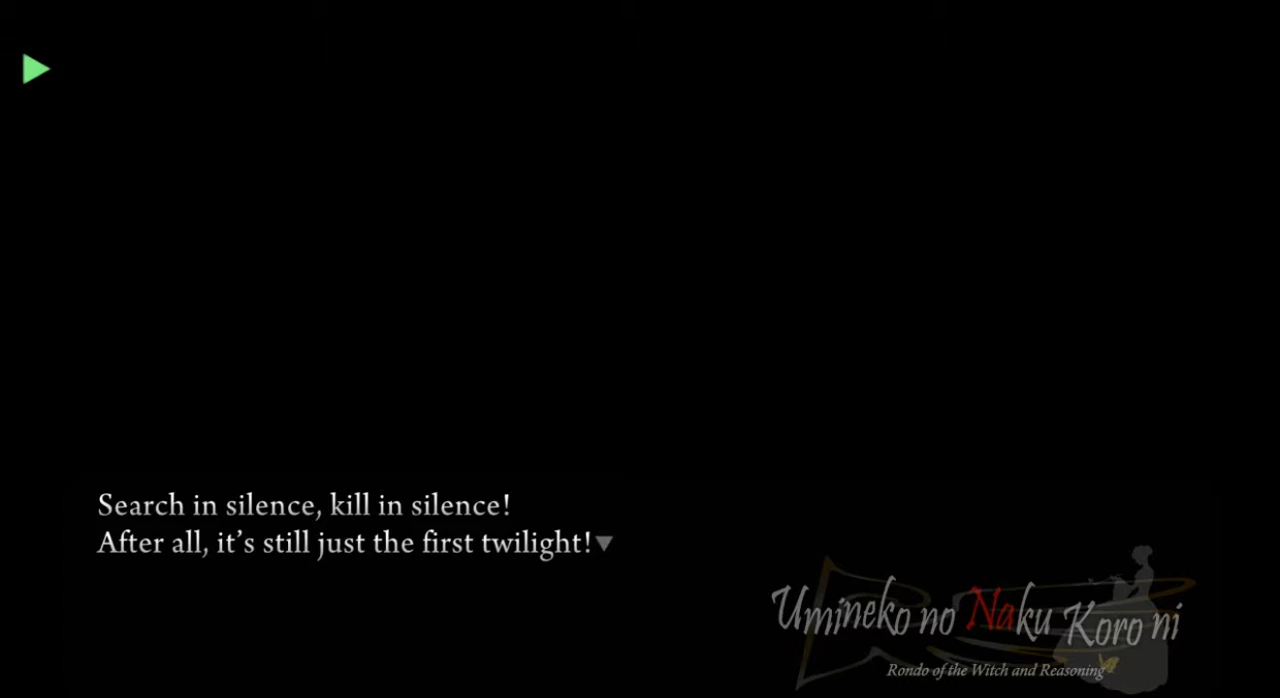 Search in silence, kill in silence!
After all, it’s still just the first twilight!
Umineko no Naku Koro ni
Rondo of the Witch and Reasoning